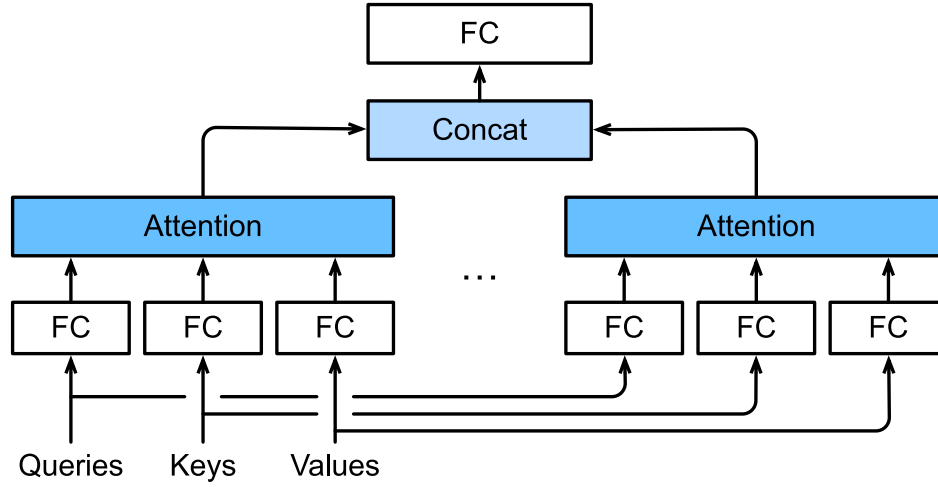 FC
Concat
Attention
Attention
...
FC FC FC FC FC FC
Queries Keys Values